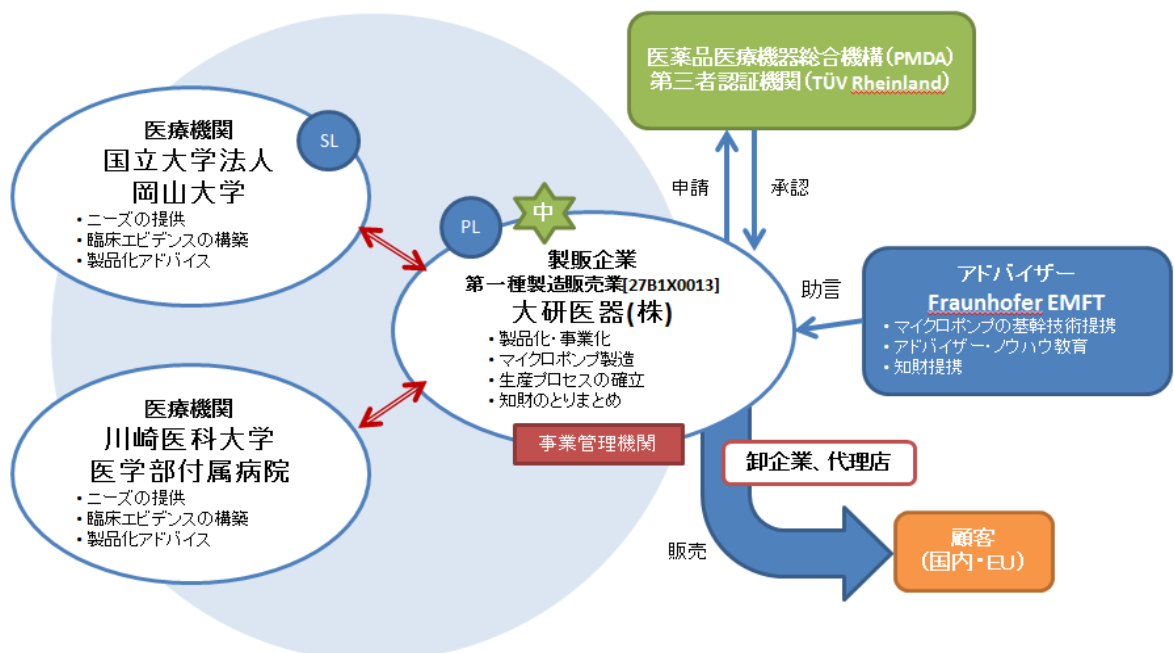 医薬品医療機器総合機構(PMDA)
第三者認証機関(TÜV Rheinland)
医療機関
国立大学法人
岡山大学
・ニーズの提供
・臨床エビデンスの構築
・製品化アドバイス
SL
申請
承認
PL
中
製販企業
第一種製造販売業[27B1X0013]
大研医器(株)
・製品化・事業化
・マイクロポンプ製造
・生産プロセスの確立
・知財のとりまとめ
事業管理機関
助言
アドバイザー
Fraunhofer EMFT
・マイクロポンプの基幹技術提携
・アドバイザー・ノウハウ教育
・知財提携
医療機関
川崎医科大学
医学部付属病院
・ニーズの提供
・臨床エビデンスの構築
・製品化アドバイス
卸企業、代理店
販売
顧客
(国内・EU)